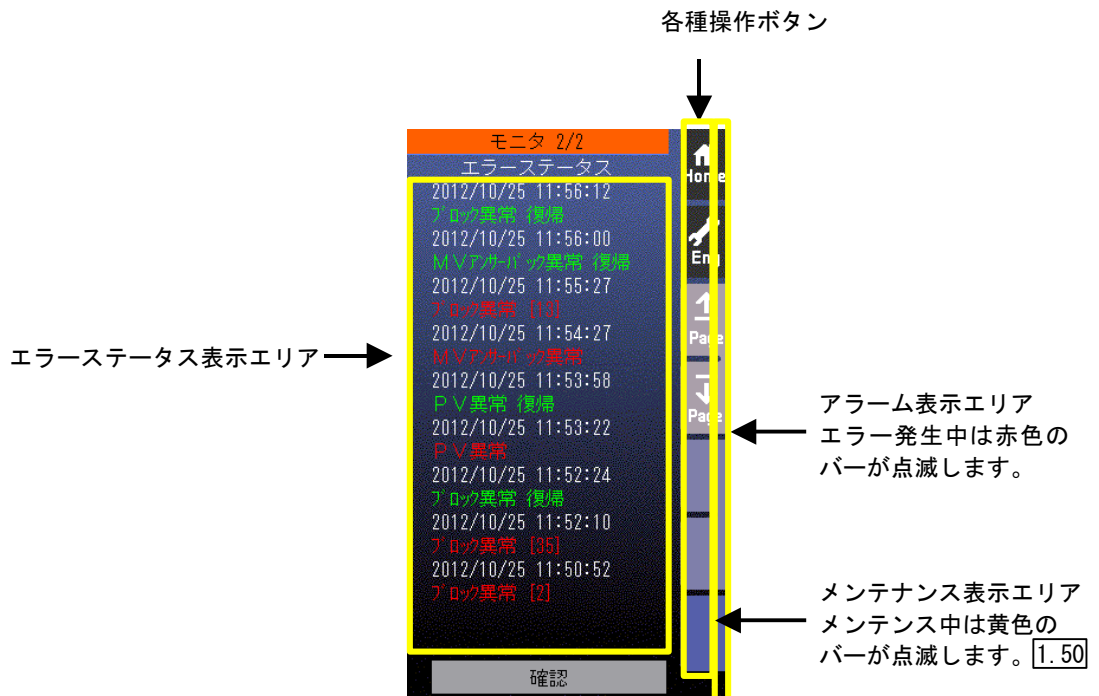 各種操作ボタン
モニタ 2/2
エラーステータス
2012/10/25 11:56:12
ブロック異常 復帰
2012/10/25 11:56:00
MVアンサーバック異常 復帰
2012/10/25 11:55:27
ブロック異常 [13]
2012/10/25 11:54:27
MVアンサーバック異常
2012/10/25 11:53:58
PV異常 復帰
2012/10/25 11:53:22
PV異常
2012/10/25 11:52:24
ブロック異常 復帰
2012/10/25 11:52:10
ブロック異常 [35]
2012/10/25 11:50:52
ブロック異常 [2]
確認
Home
Eng
Page
Page
エラーステータス表示エリア
アラーム表示エリア
エラー発生中は赤色の
バーが点滅します。
メンテナンス表示エリア
メンテンス中は黄色の
バーが点滅します。1.50